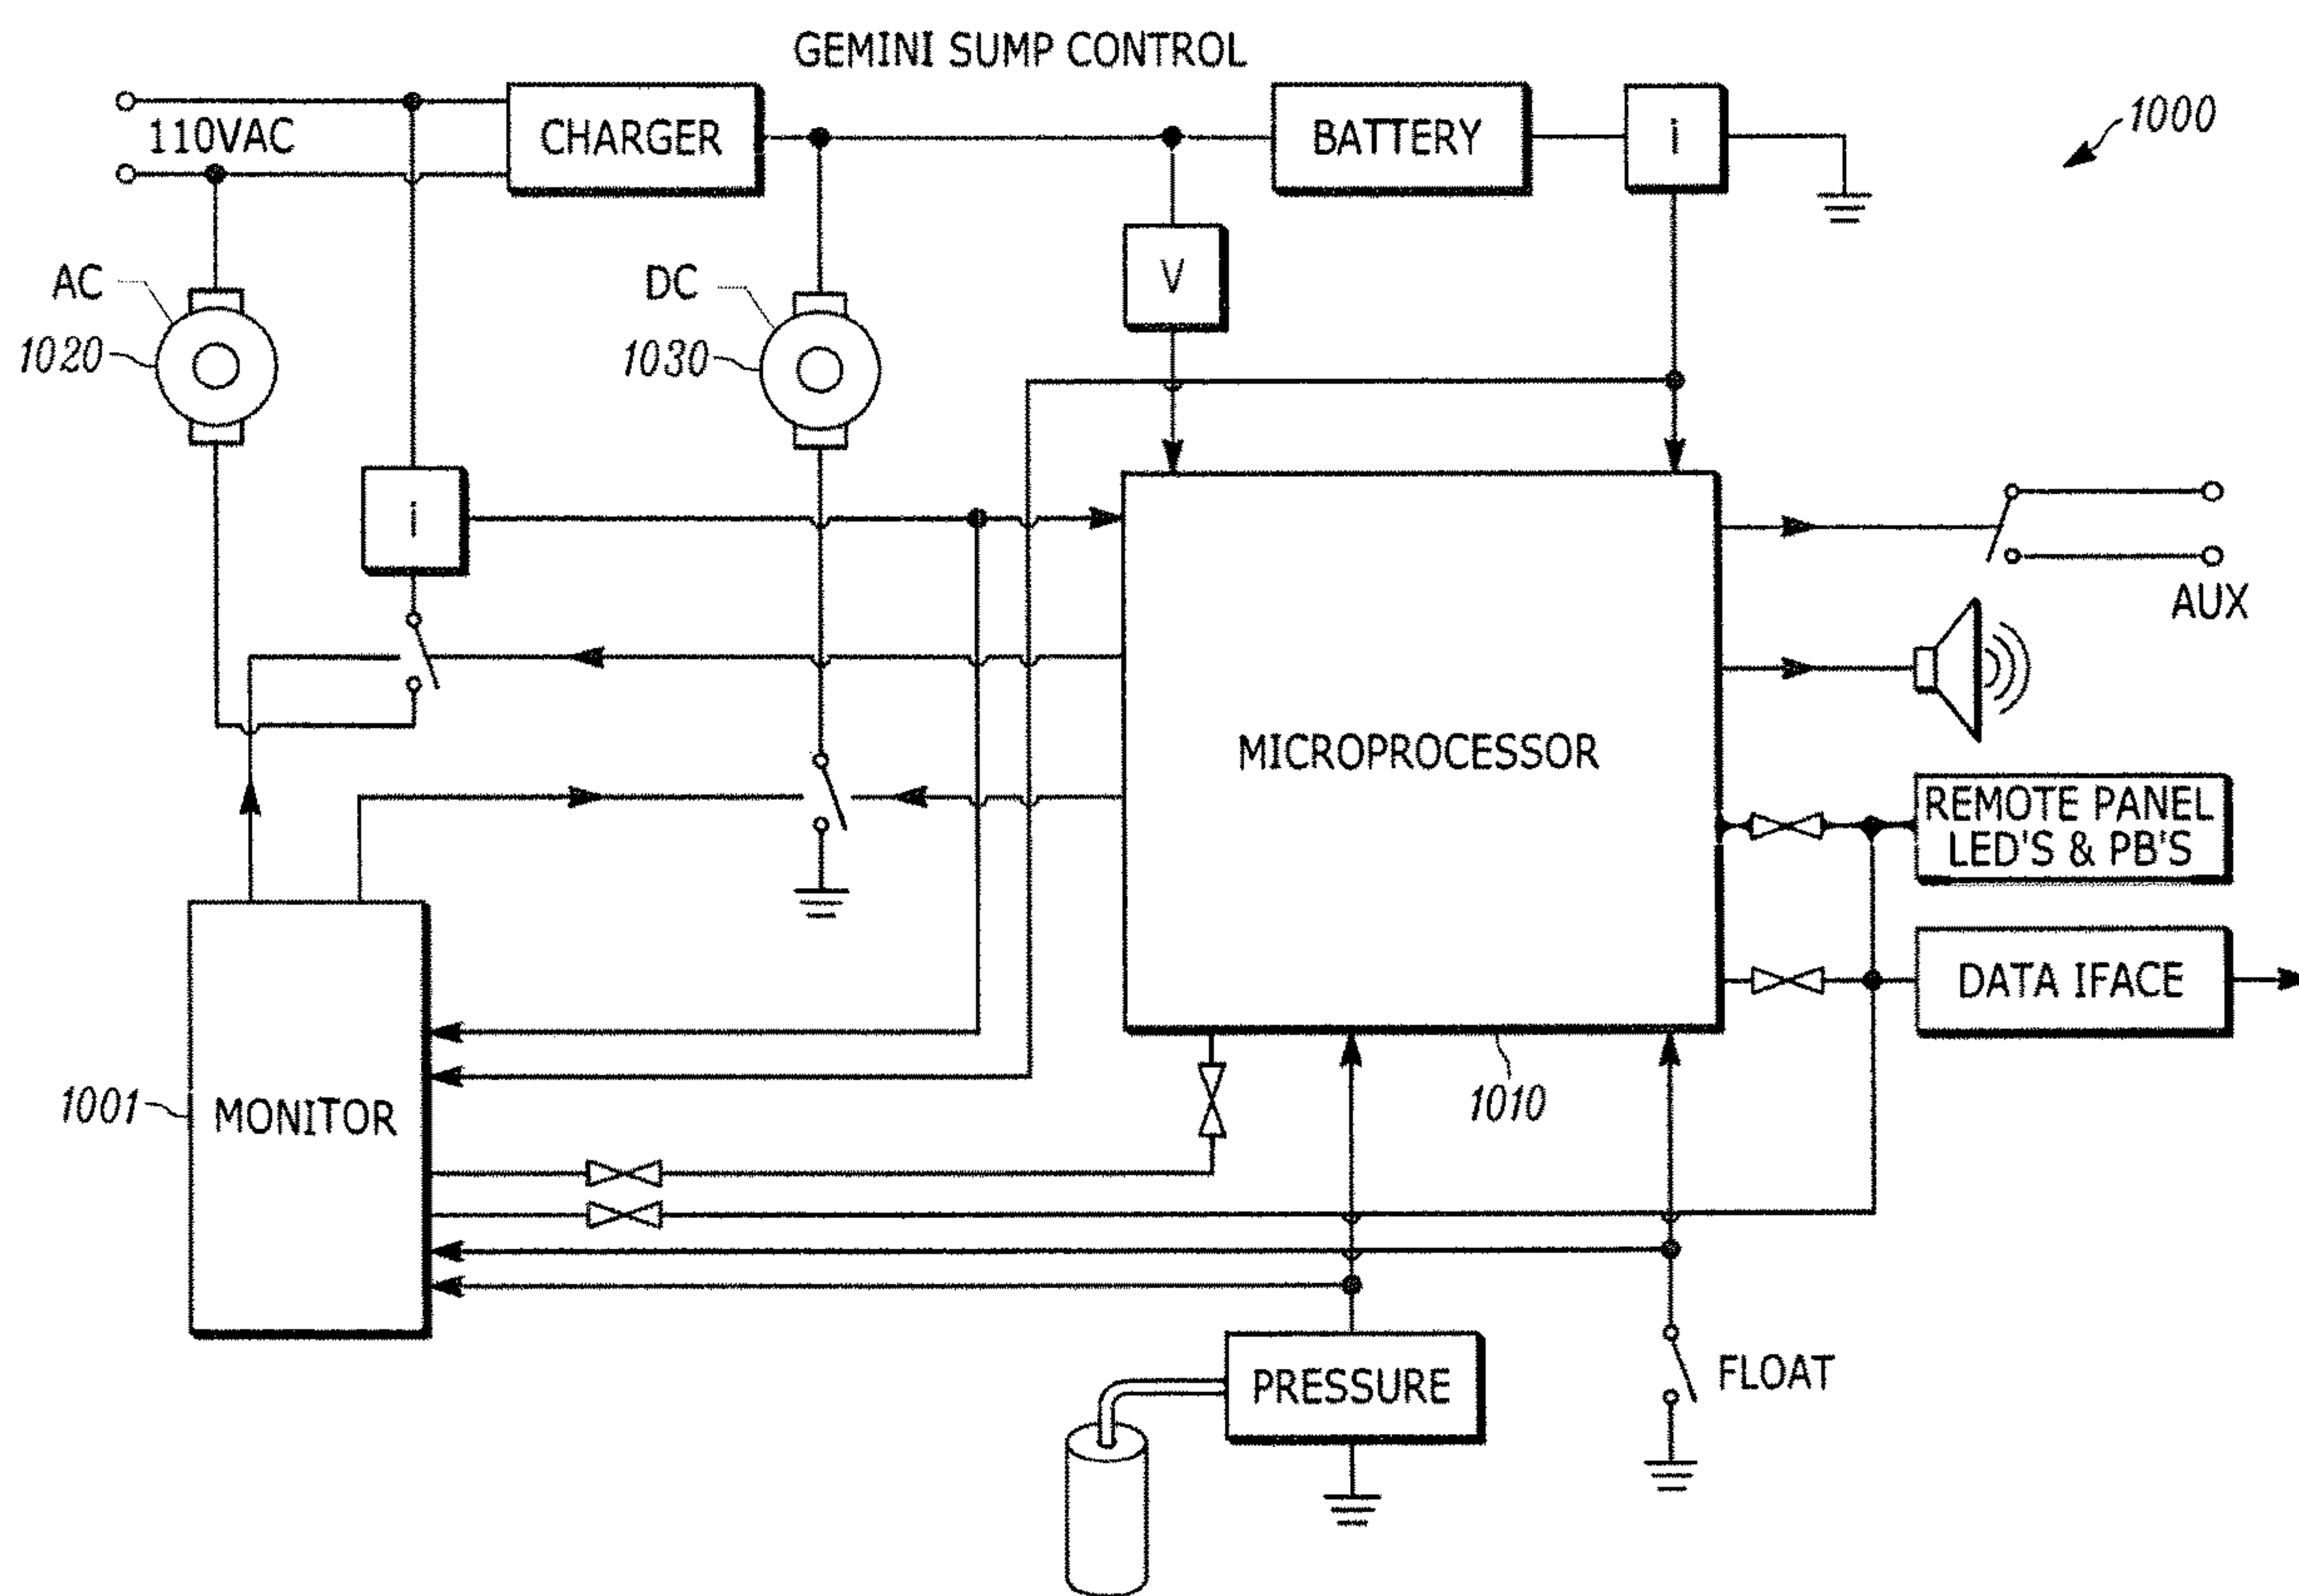 GEMINI SUMP CONTROL
110VAC
CHARGER
BATTERY
i
1000
V
AC
1020
DC
1030
i
AUX
MICROPROCESSOR
REMOTE PANEL
LED'S & PB'S
DATA IFACE
1001
MONITOR
1010
PRESSURE
FLOAT